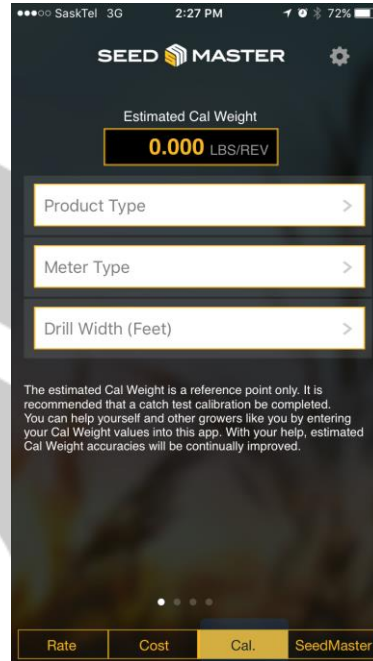 SaskTel 3G 2:27 PM 72%
SEED MASTER
Estimated Cal Weight
0.000 LBS/REV
Product Type
Meter Type
Drill Width (Feet)
The estimated Cal Weight is a reference point only. It is
recommended that a catch test calibration be completed.
You can help yourself and other growers like you by entering
your Cal Weight values into this app. With your help, estimated
Cal Weight accuracies will be continually improved.
Rate Cost Cal. SeedMaster